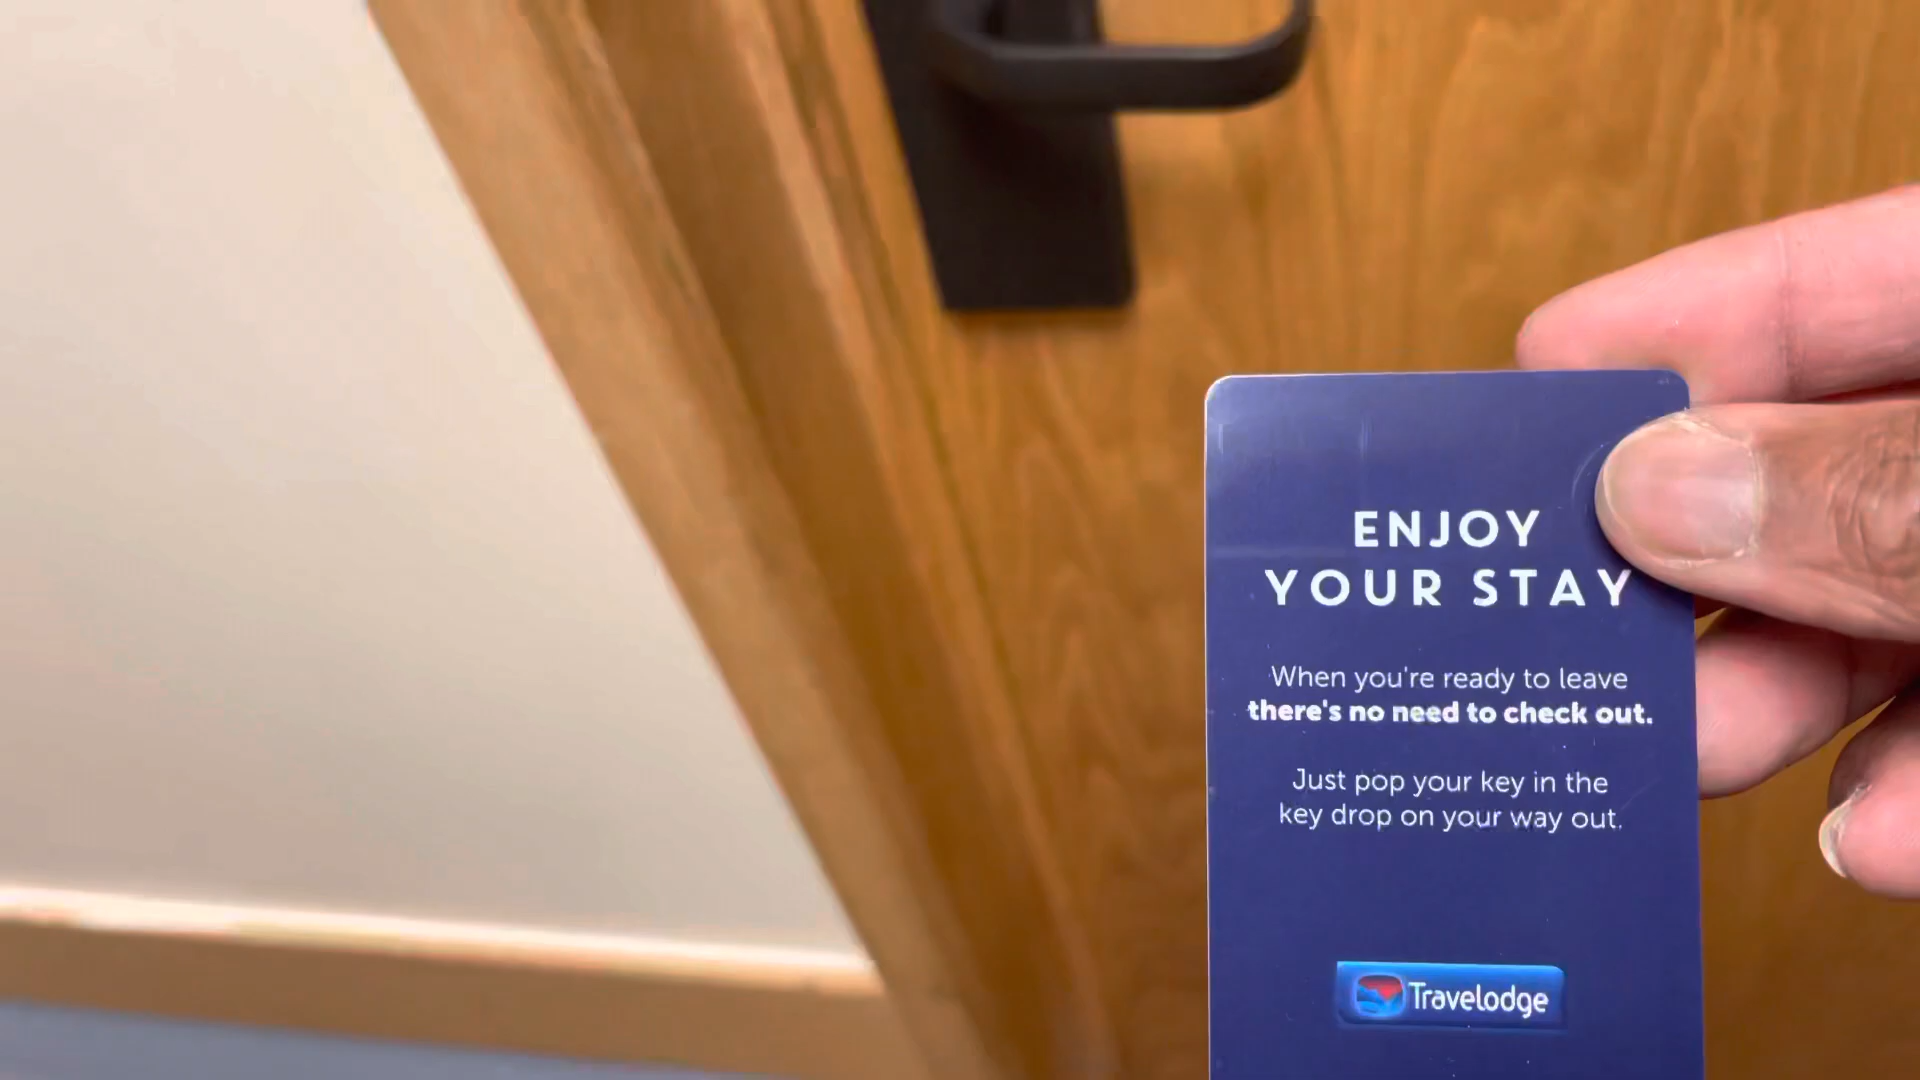 ENJOY
YOUR STAY
When you're ready to leave
there's no need to check out.
Just pop your key in the
key drop on your way out.
Travelodge